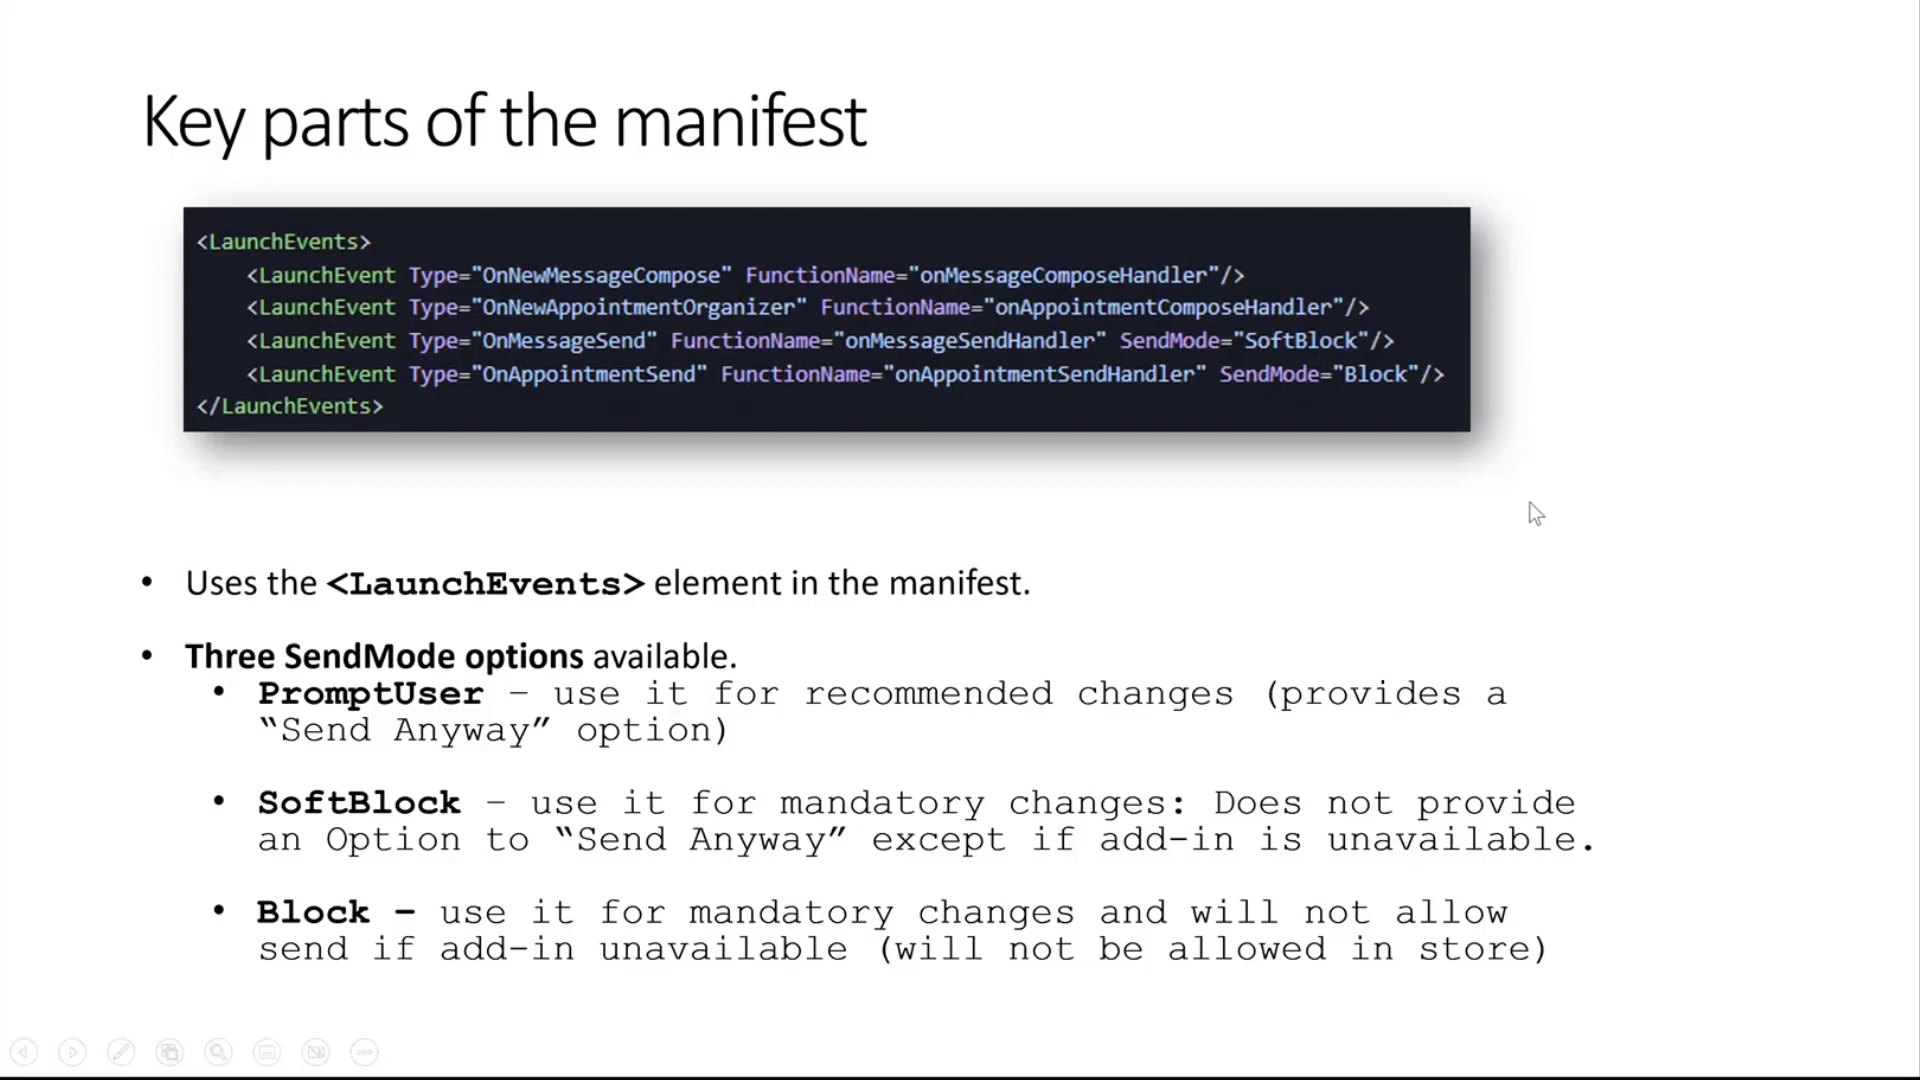 Key parts of the manifest
<LaunchEvents>
<LaunchEvent Type="OnNewMessageCompose" FunctionName="onMessageComposeHandler"/>
<LaunchEvent Type="OnNewAppointmentOrganizer" FunctionName="onAppointmentComposeHandler"/>
<LaunchEvent Type="OnMessageSend" FunctionName="onMessageSendHandler" SendMode="SoftBlock"/>
<LaunchEvent Type="OnAppointmentSend" FunctionName="onAppointmentSendHandler" SendMode="Block"/>
</LaunchEvents>
• Uses the <LaunchEvents> element in the manifest.
• Three SendMode options available.
• PromptUser – use it for recommended changes (provides a
“Send Anyway” option)
• SoftBlock – use it for mandatory changes: Does not provide
an Option to “Send Anyway” except if add-in is unavailable.
• Block – use it for mandatory changes and will not allow
send if add-in unavailable (will not be allowed in store)